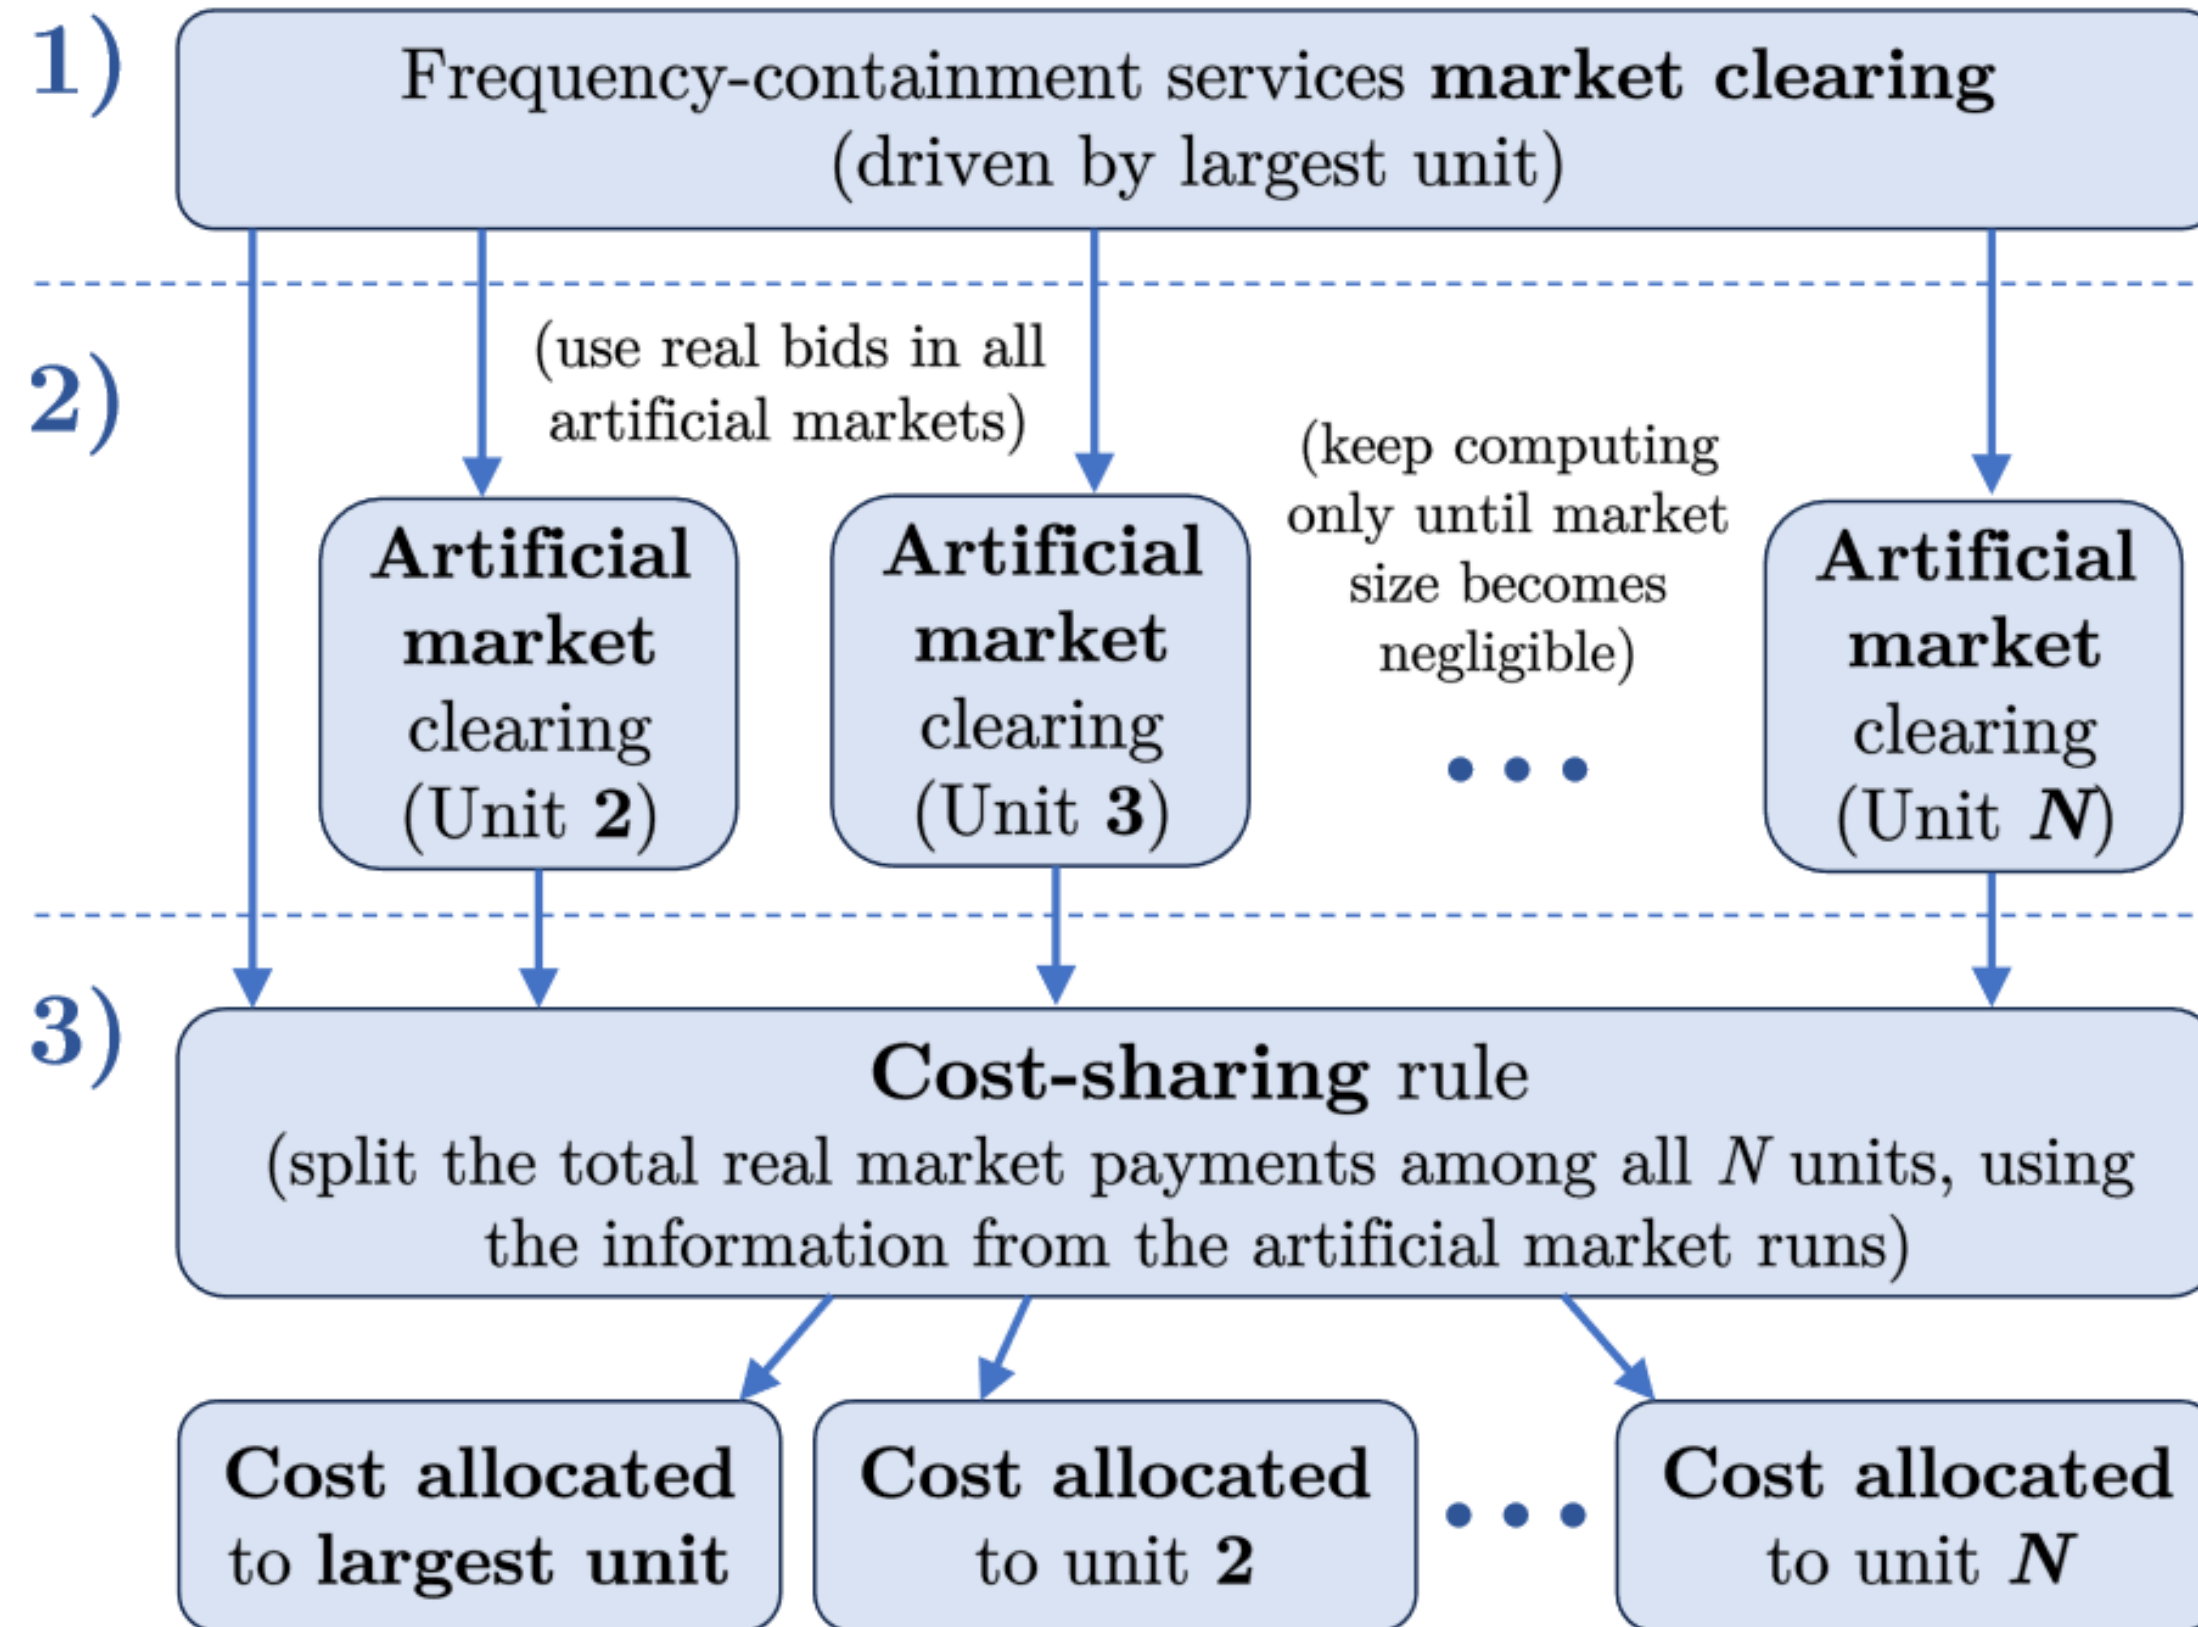 1)
Frequency-containment services market clearing
(driven by largest unit)
2)
(use real bids in all
artificial markets)
(keep computing
only until market
size becomes
negligible)
Artificial
market
clearing
(Unit 2)
Artificial
market
clearing
(Unit 3)
Artificial
market
clearing
(Unit N)
3)
Cost-sharing rule
(split the total real market payments among all N units, using
the information from the artificial market runs)
Cost allocated
to largest unit
Cost allocated
to unit 2
Cost allocated
to unit N